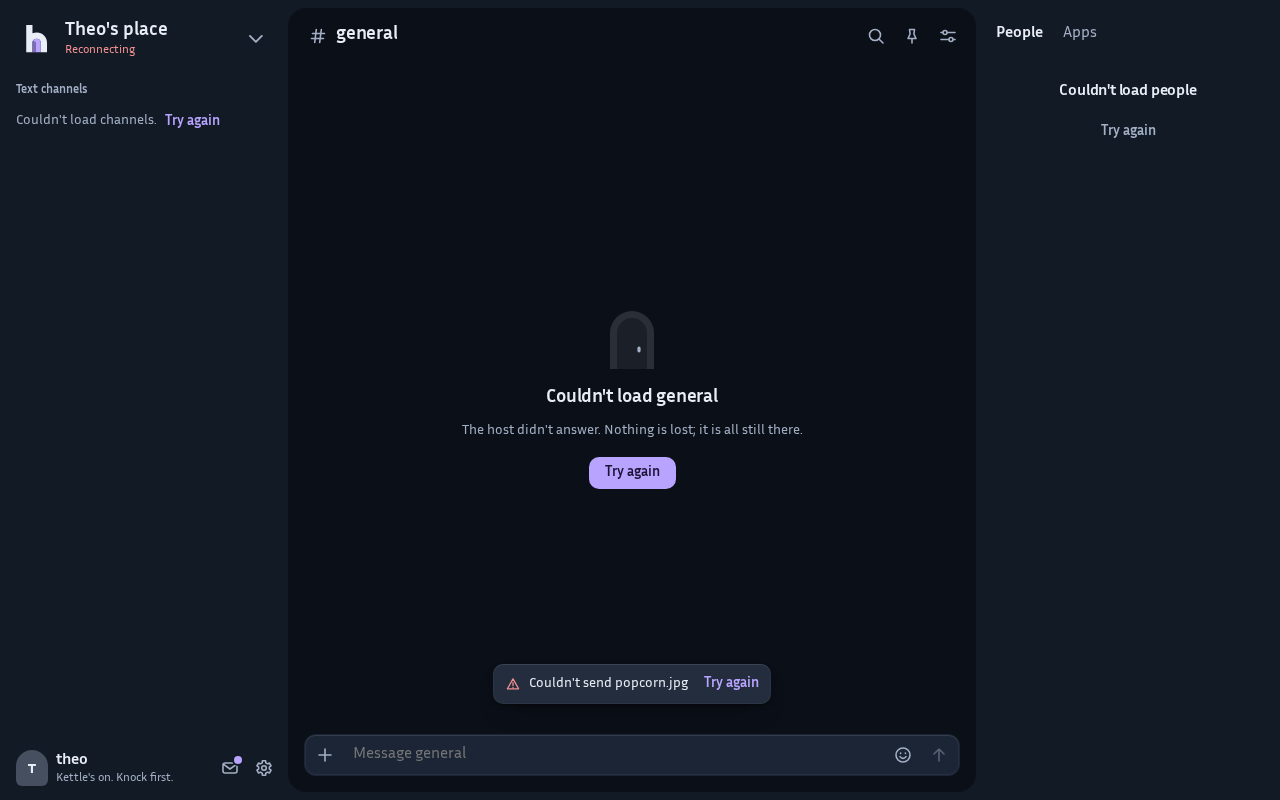 Theo's place
Reconnecting
Text channels
Couldn't load channels. Try again
T
theo
Kettle's on. Knock first.
general
Couldn't load general
The host didn't answer. Nothing is lost; it is all still there.
Try again
Couldn't send popcorn.jpg Try again
Message general
People Apps
Couldn't load people
Try again